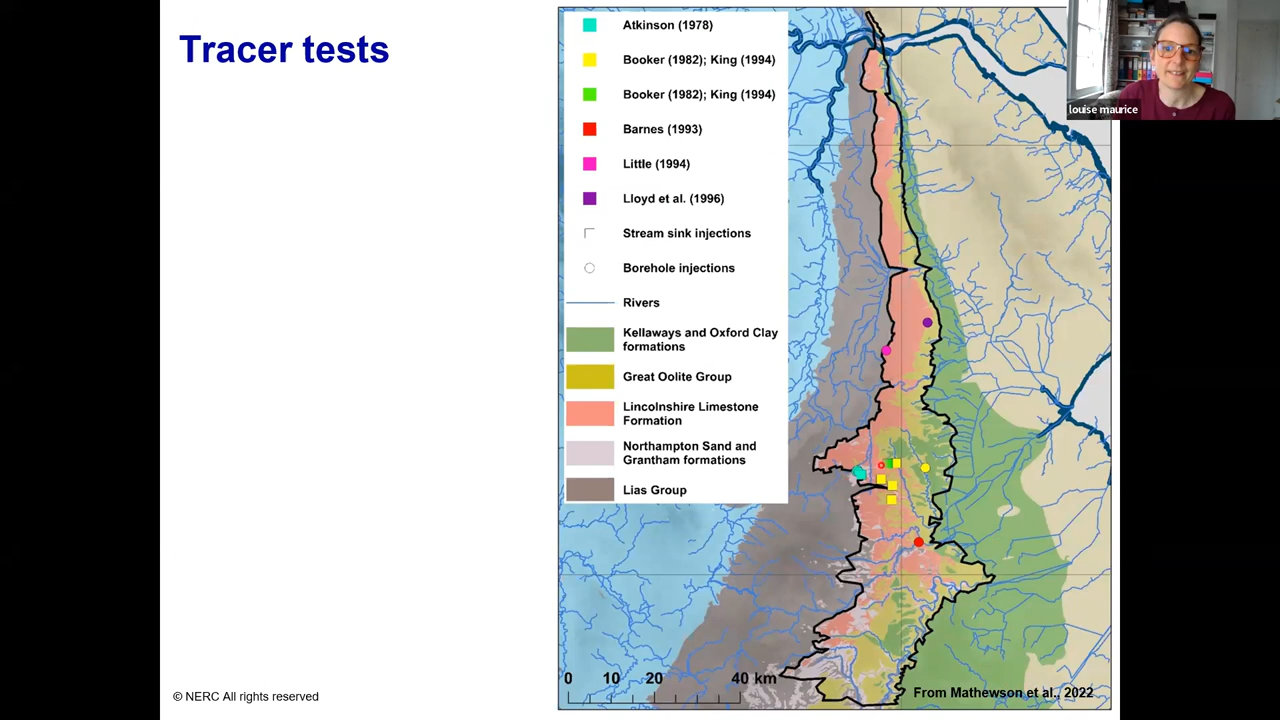 Tracer tests
Atkinson (1978)
Booker (1982); King (1994)
Booker (1982); King (1994)
Barnes (1993)
Little (1994)
Lloyd et al. (1996)
Stream sink injections
Borehole injections
Rivers
Kellaways and Oxford Clay
formations
Great Oolite Group
Lincolnshire Limestone
Formation
Northampton Sand and
Grantham formations
Lias Group
louise maurice
0 10 20 40 km
From Mathewson et al., 2022
© NERC All rights reserved